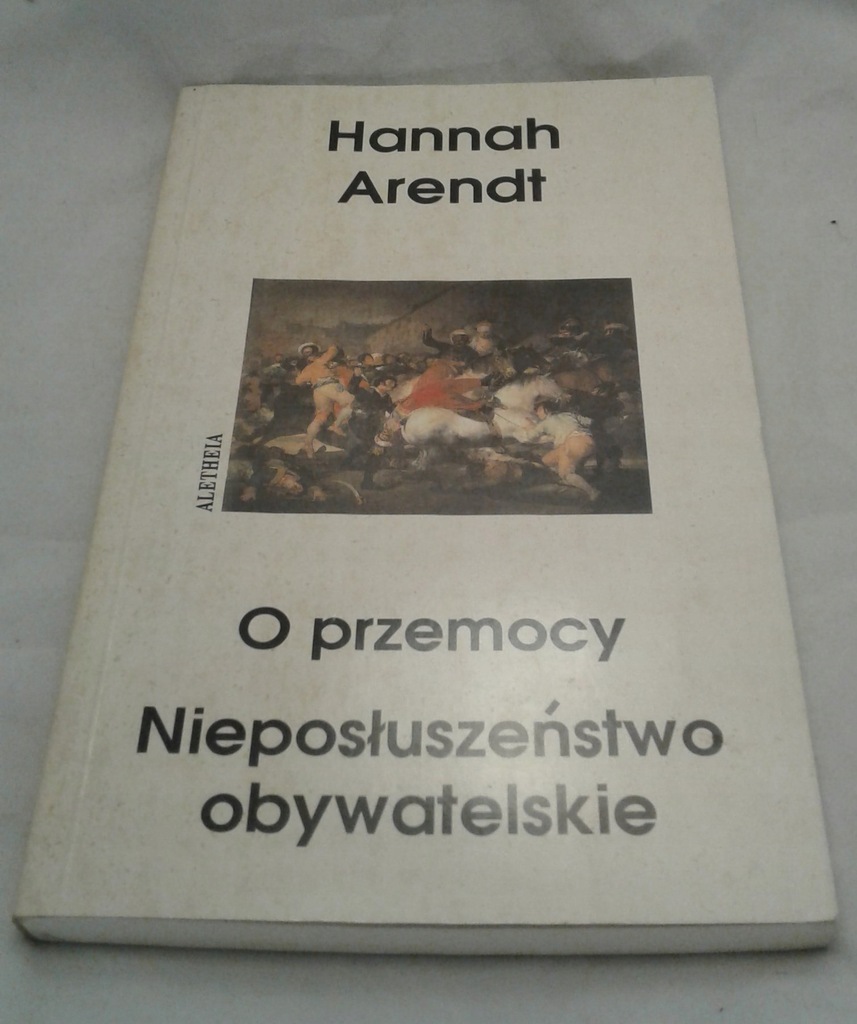 Hannah
Arendt
ALETHEIA
O przemocy
Nieposłuszeństwo
obywatelskie